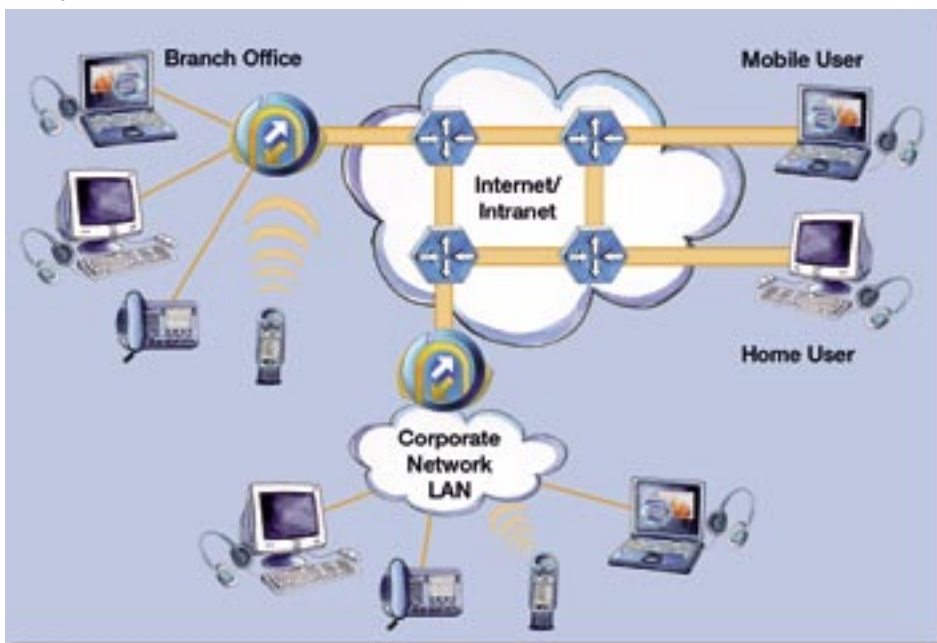 Branch Office
Mobile User
Internet/
Intranet
Home User
Corporate
Network
LAN